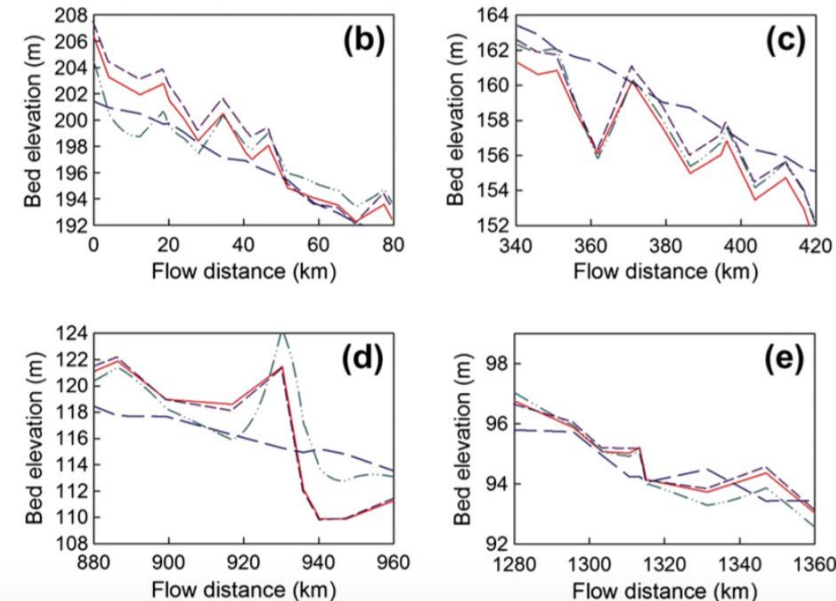 (b)
Bed elevation (m)
208
206
204
202
200
198
196
194
192
0 20 40 60 80
Flow distance (km)
(c)
Bed elevation (m)
164
162
160
158
156
154
152
340 360 380 400 420
Flow distance (km)
(d)
Bed elevation (m)
124
122
120
118
116
114
112
110
108
880 900 920 940 960
Flow distance (km)
(e)
Bed elevation (m)
98
96
94
92
1280 1300 1320 1340 1360
Flow distance (km)